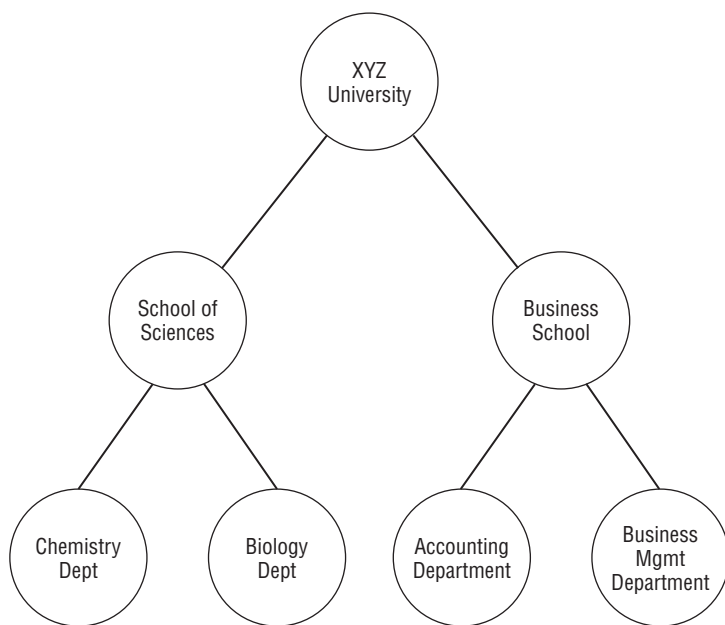 XYZ
University
School of
Sciences
Business
School
Chemistry
Dept
Biology
Dept
Accounting
Department
Business
Mgmt
Department